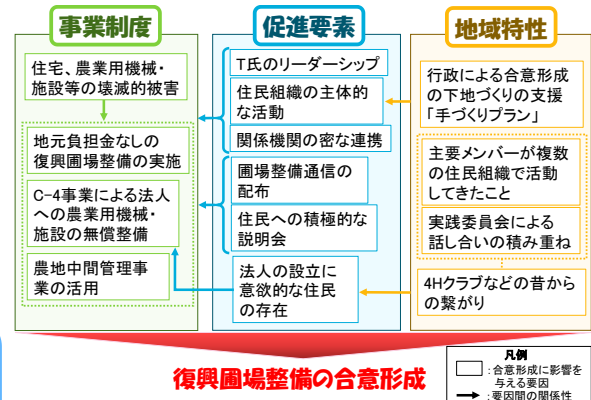 事業制度
住宅、農業用機械・
施設等の壊滅的被害
地元負担金なしの
復興圃場整備の実施
C-4事業による法人
への農業用機械・
施設の無償整備
農地中間管理事
業の活用
促進要素
T氏のリーダーシップ
住民組織の主体的
な活動
関係機関の密な連携
圃場整備通信の
配布
住民への積極的な
説明会
法人の設立に
意欲的な住民
の存在
地域特性
行政による合意形成
の下地づくりの支援
「手づくりプラン」
主要メンバーが複数
の住民組織で活動
してきたこと
実践委員会による
話し合いの積み重ね
4Hクラブなどの昔から
の繋がり
復興圃場整備の合意形成
凡例
:合意形成に影響を
与える要因
:要因間の関係性